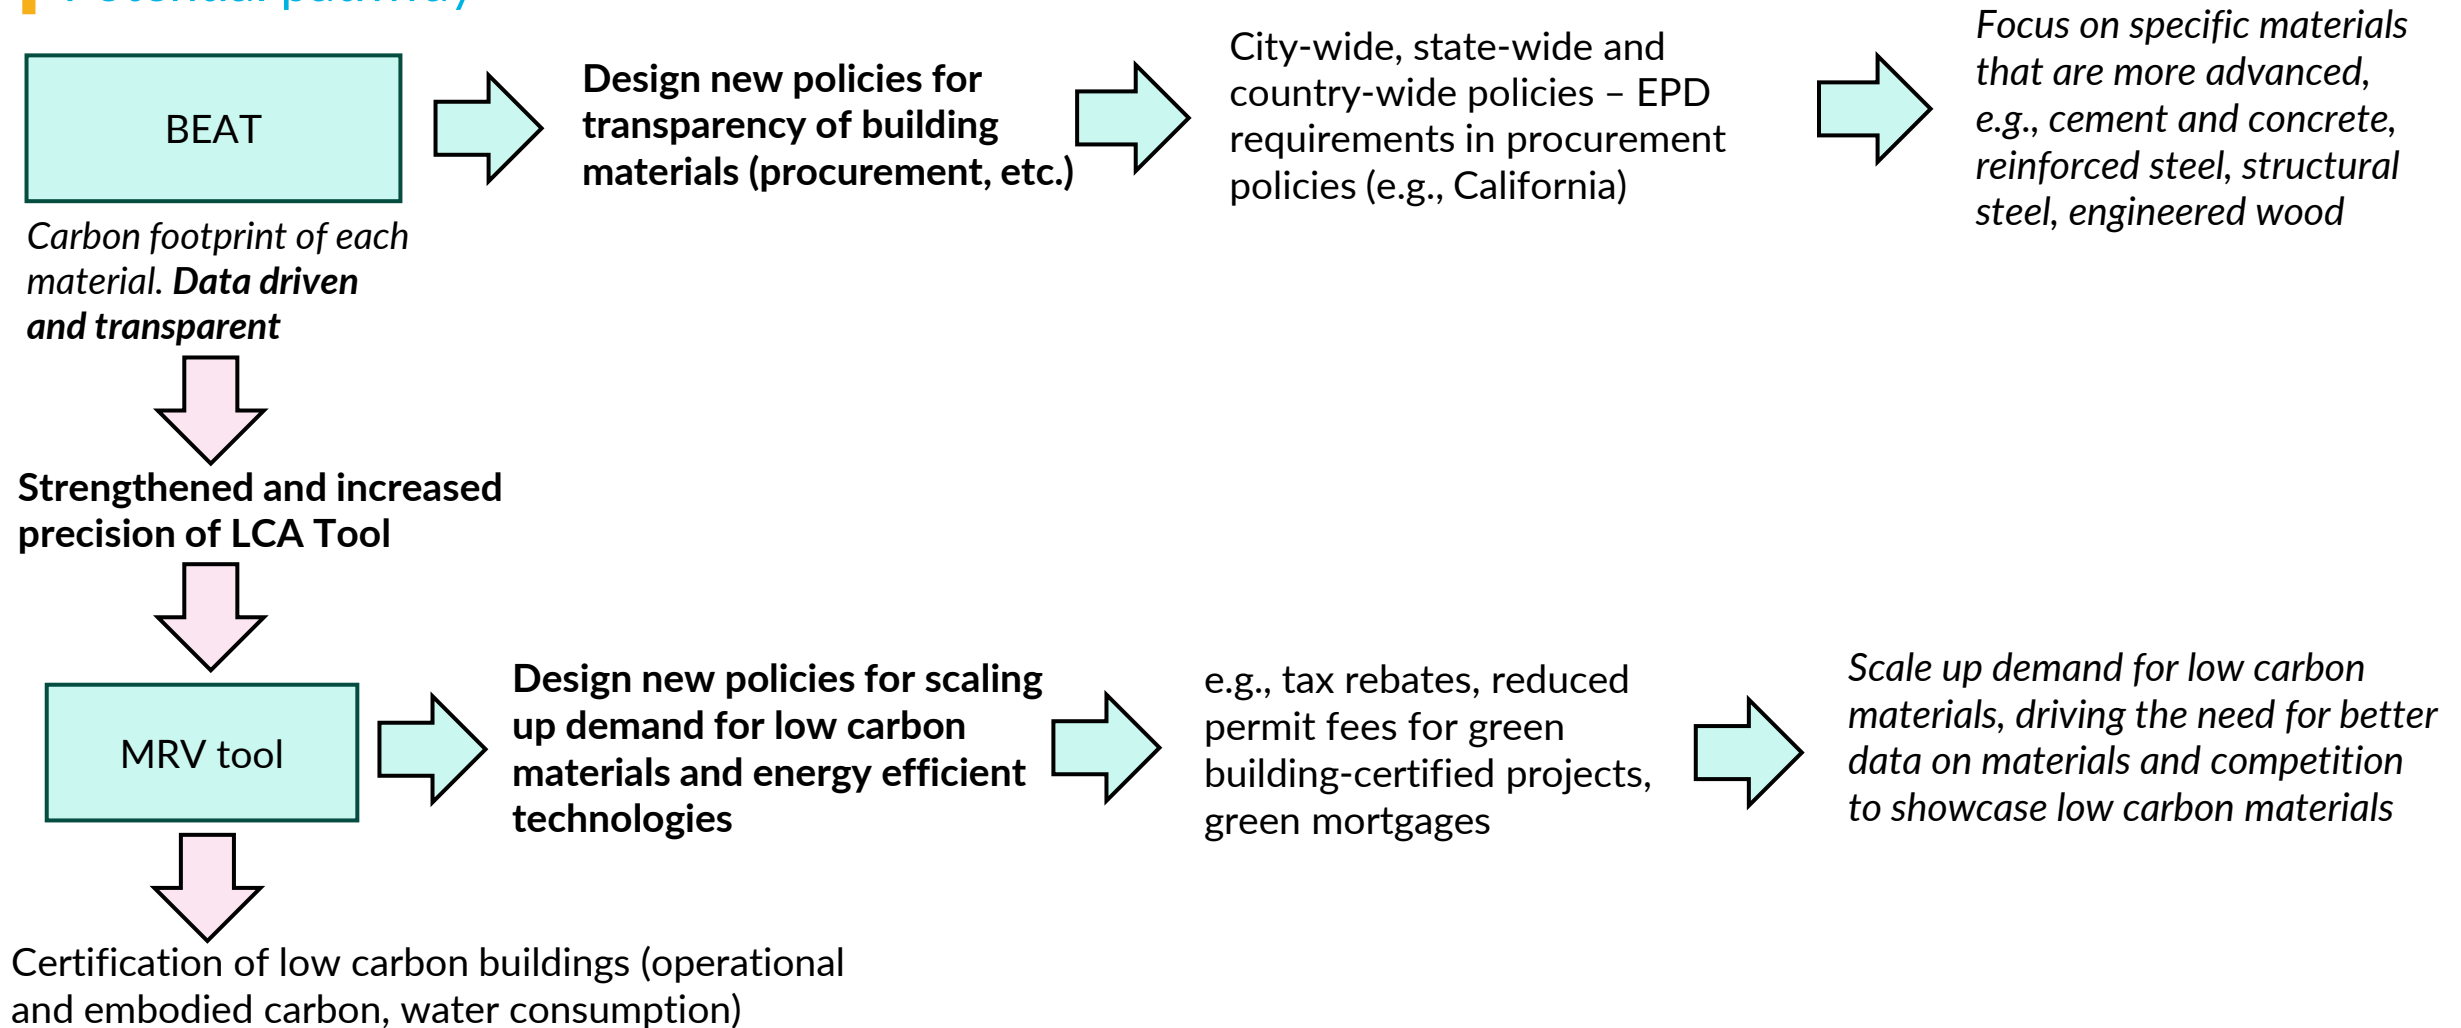 Potential pathway
BEAT
Carbon footprint of each
material. Data driven
and transparent
Design new policies for
transparency of building
materials (procurement, etc.)
City-wide, state-wide and
country-wide policies – EPD
requirements in procurement
policies (e.g., California)
Focus on specific materials
that are more advanced,
e.g., cement and concrete,
reinforced steel, structural
steel, engineered wood
Strengthened and increased
precision of LCA Tool
MRV tool
Design new policies for scaling
up demand for low carbon
materials and energy efficient
technologies
e.g., tax rebates, reduced
permit fees for green
building-certified projects,
green mortgages
Scale up demand for low carbon
materials, driving the need for better
data on materials and competition
to showcase low carbon materials
Certification of low carbon buildings (operational
and embodied carbon, water consumption)